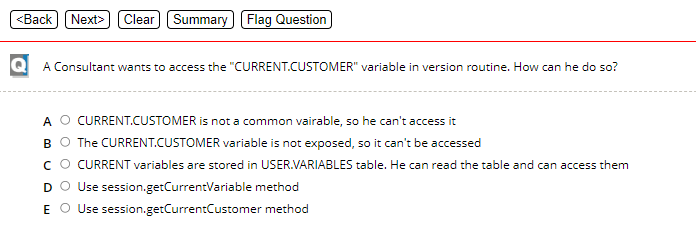 <Back Next> Clear Summary Flag Question
Q A Consultant wants to access the "CURRENT.CUSTOMER" variable in version routine. How can he do so?
A CURRENT.CUSTOMER is not a common vairable, so he can't access it
B The CURRENT.CUSTOMER variable is not exposed, so it can't be accessed
C CURRENT variables are stored in USER.VARIABLES table. He can read the table and can access them
D Use session.getCurrentVariable method
E Use session.getCurrentCustomer method